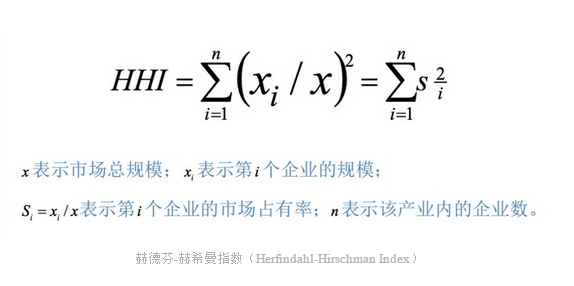 HHI = \sum_{i=1}^{n} (x_i / x)^2 = \sum_{i=1}^{n} s_i^2
x 表示市场总规模；x_i 表示第 i 个企业的规模；
S_i = x_i / x 表示第 i 个企业的市场占有率；n 表示该产业内的企业数。
赫德芬-赫希曼指数（Herfindahl-Hirschman Index）